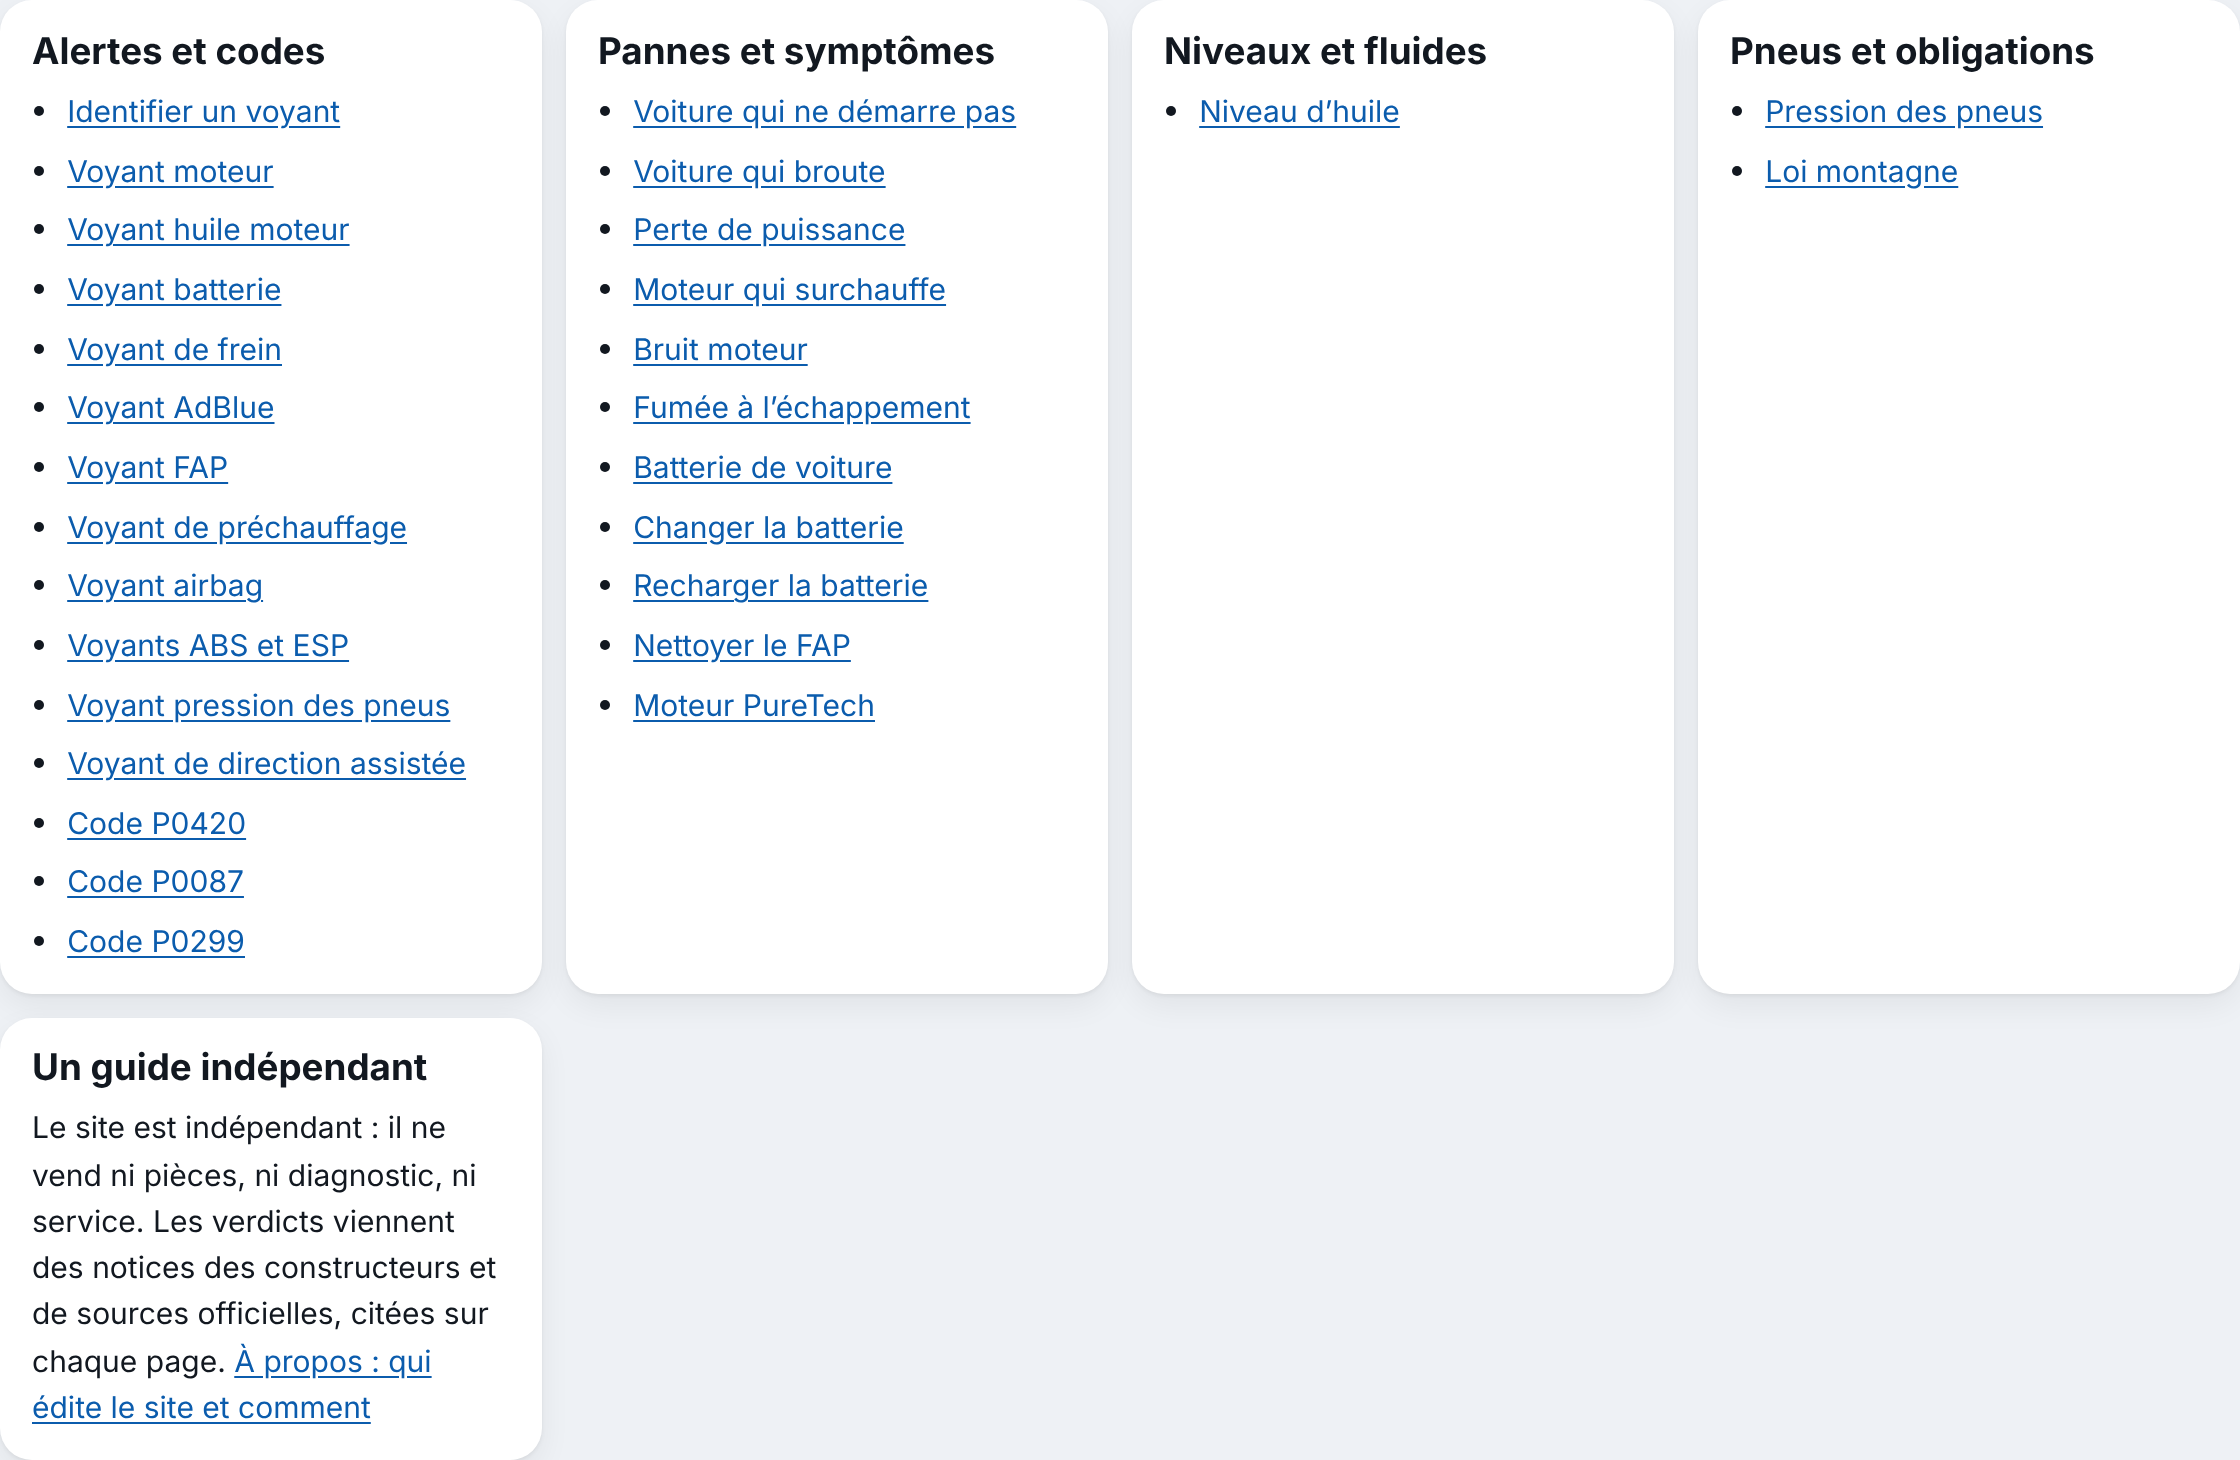 Alertes et codes
Identifier un voyant
Voyant moteur
Voyant huile moteur
Voyant batterie
Voyant de frein
Voyant AdBlue
Voyant FAP
Voyant de préchauffage
Voyant airbag
Voyants ABS et ESP
Voyant pression des pneus
Voyant de direction assistée
Code P0420
Code P0087
Code P0299
Pannes et symptômes
Voiture qui ne démarre pas
Voiture qui broute
Perte de puissance
Moteur qui surchauffe
Bruit moteur
Fumée à l’échappement
Batterie de voiture
Changer la batterie
Recharger la batterie
Nettoyer le FAP
Moteur PureTech
Niveaux et fluides
Niveau d’huile
Pneus et obligations
Pression des pneus
Loi montagne
Un guide indépendant
Le site est indépendant : il ne
vend ni pièces, ni diagnostic, ni
service. Les verdicts viennent
des notices des constructeurs et
de sources officielles, citées sur
chaque page. À propos : qui
édite le site et comment